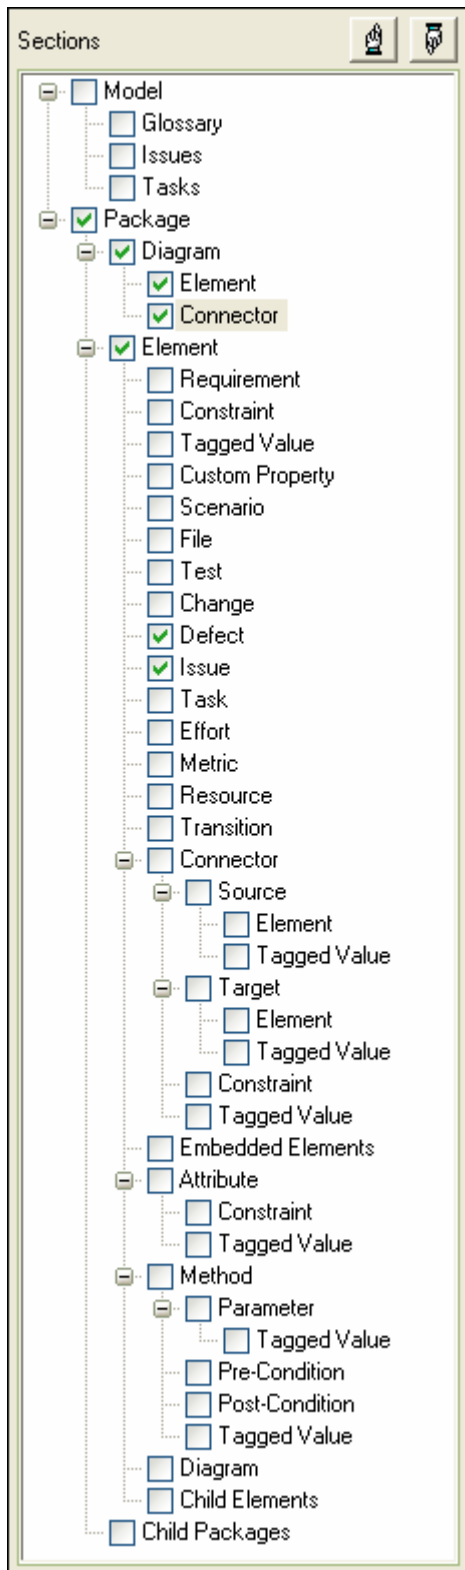 Sections
Model
Glossary
Issues
Tasks
Package
Diagram
Element
Connector
Element
Requirement
Constraint
Tagged Value
Custom Property
Scenario
File
Test
Change
Defect
Issue
Task
Effort
Metric
Resource
Transition
Connector
Source
Element
Tagged Value
Target
Element
Tagged Value
Constraint
Tagged Value
Embedded Elements
Attribute
Constraint
Tagged Value
Method
Parameter
Tagged Value
Pre-Condition
Post-Condition
Tagged Value
Diagram
Child Elements
Child Packages